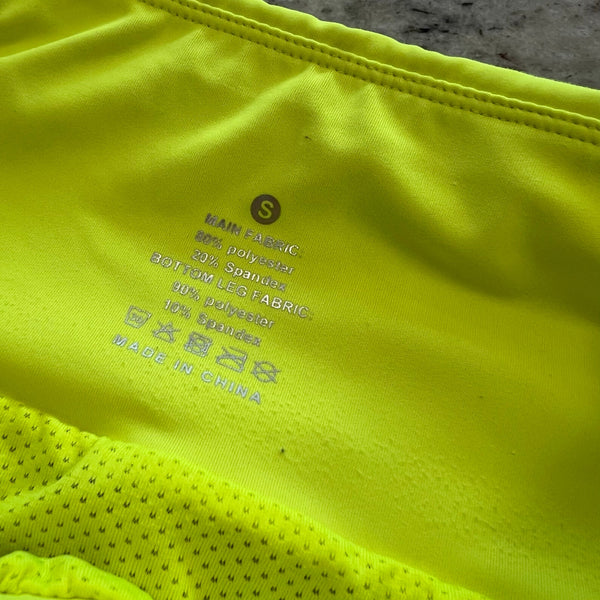 S
MAIN FABRIC:
80% polyester
20% Spandex
BOTTOM LEG FABRIC:
90% polyester
10% Spandex
MADE IN CHINA